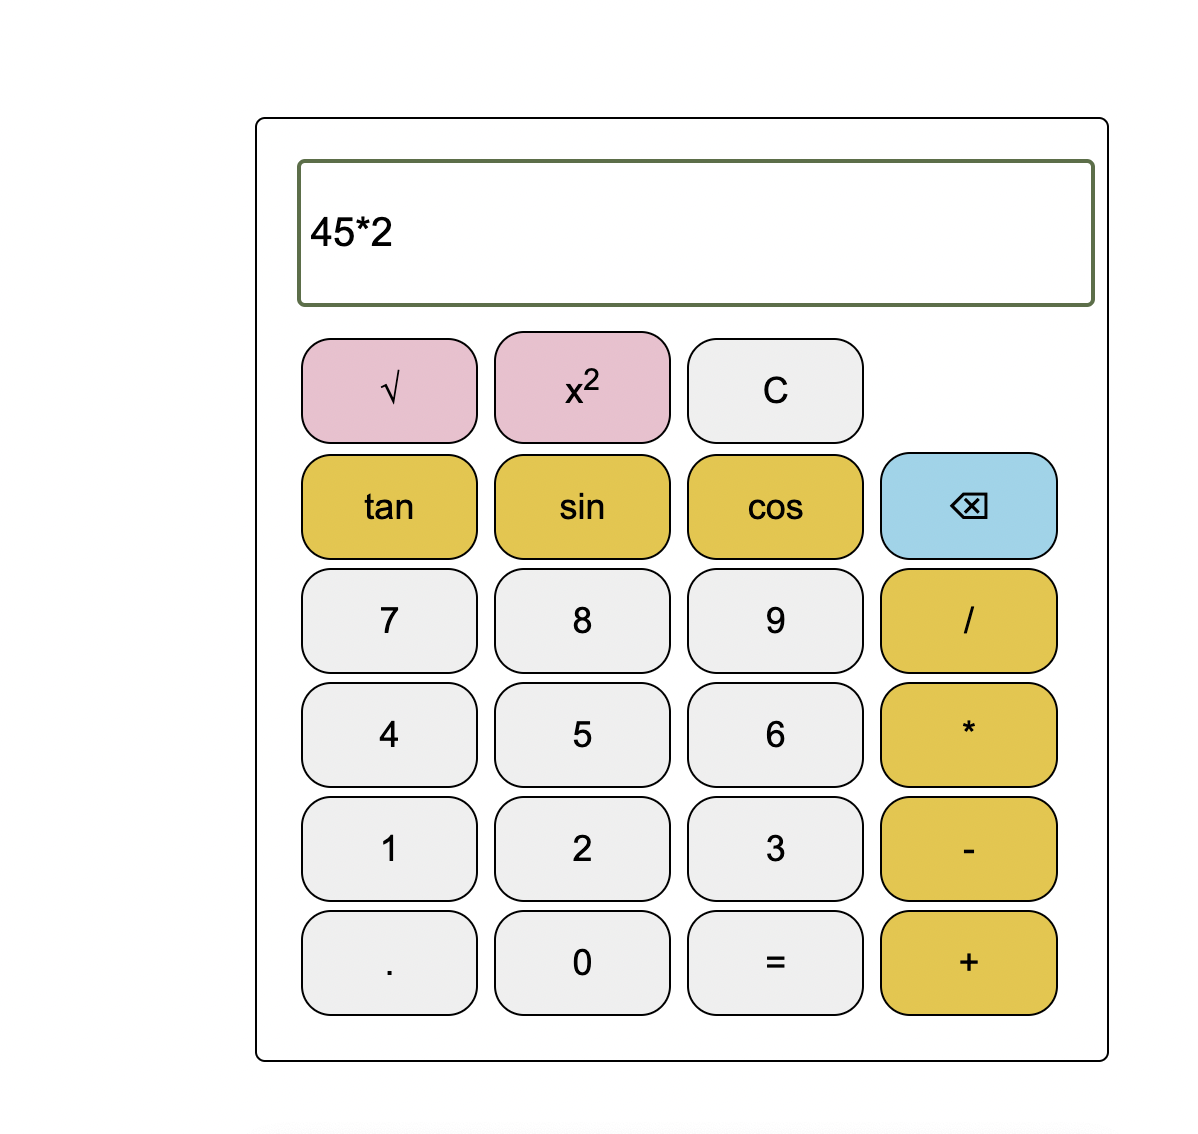 45*2
√ x² C
tan sin cos ⌫
7 8 9 /
4 5 6 *
1 2 3 -
. 0 = +